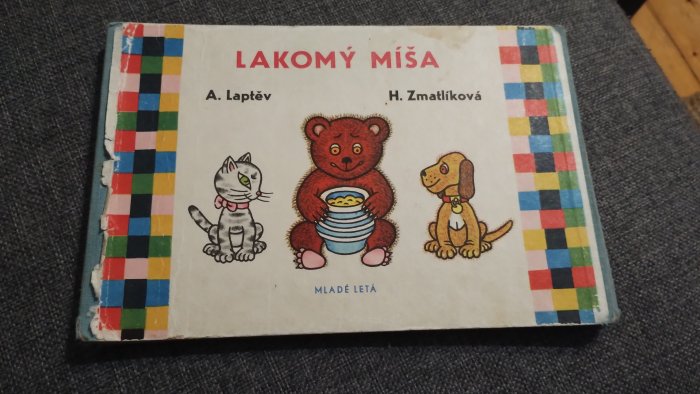 LAKOMÝ MÍŠA
A. Laptěv
H. Zmatlíková
MLADÉ LETÁ